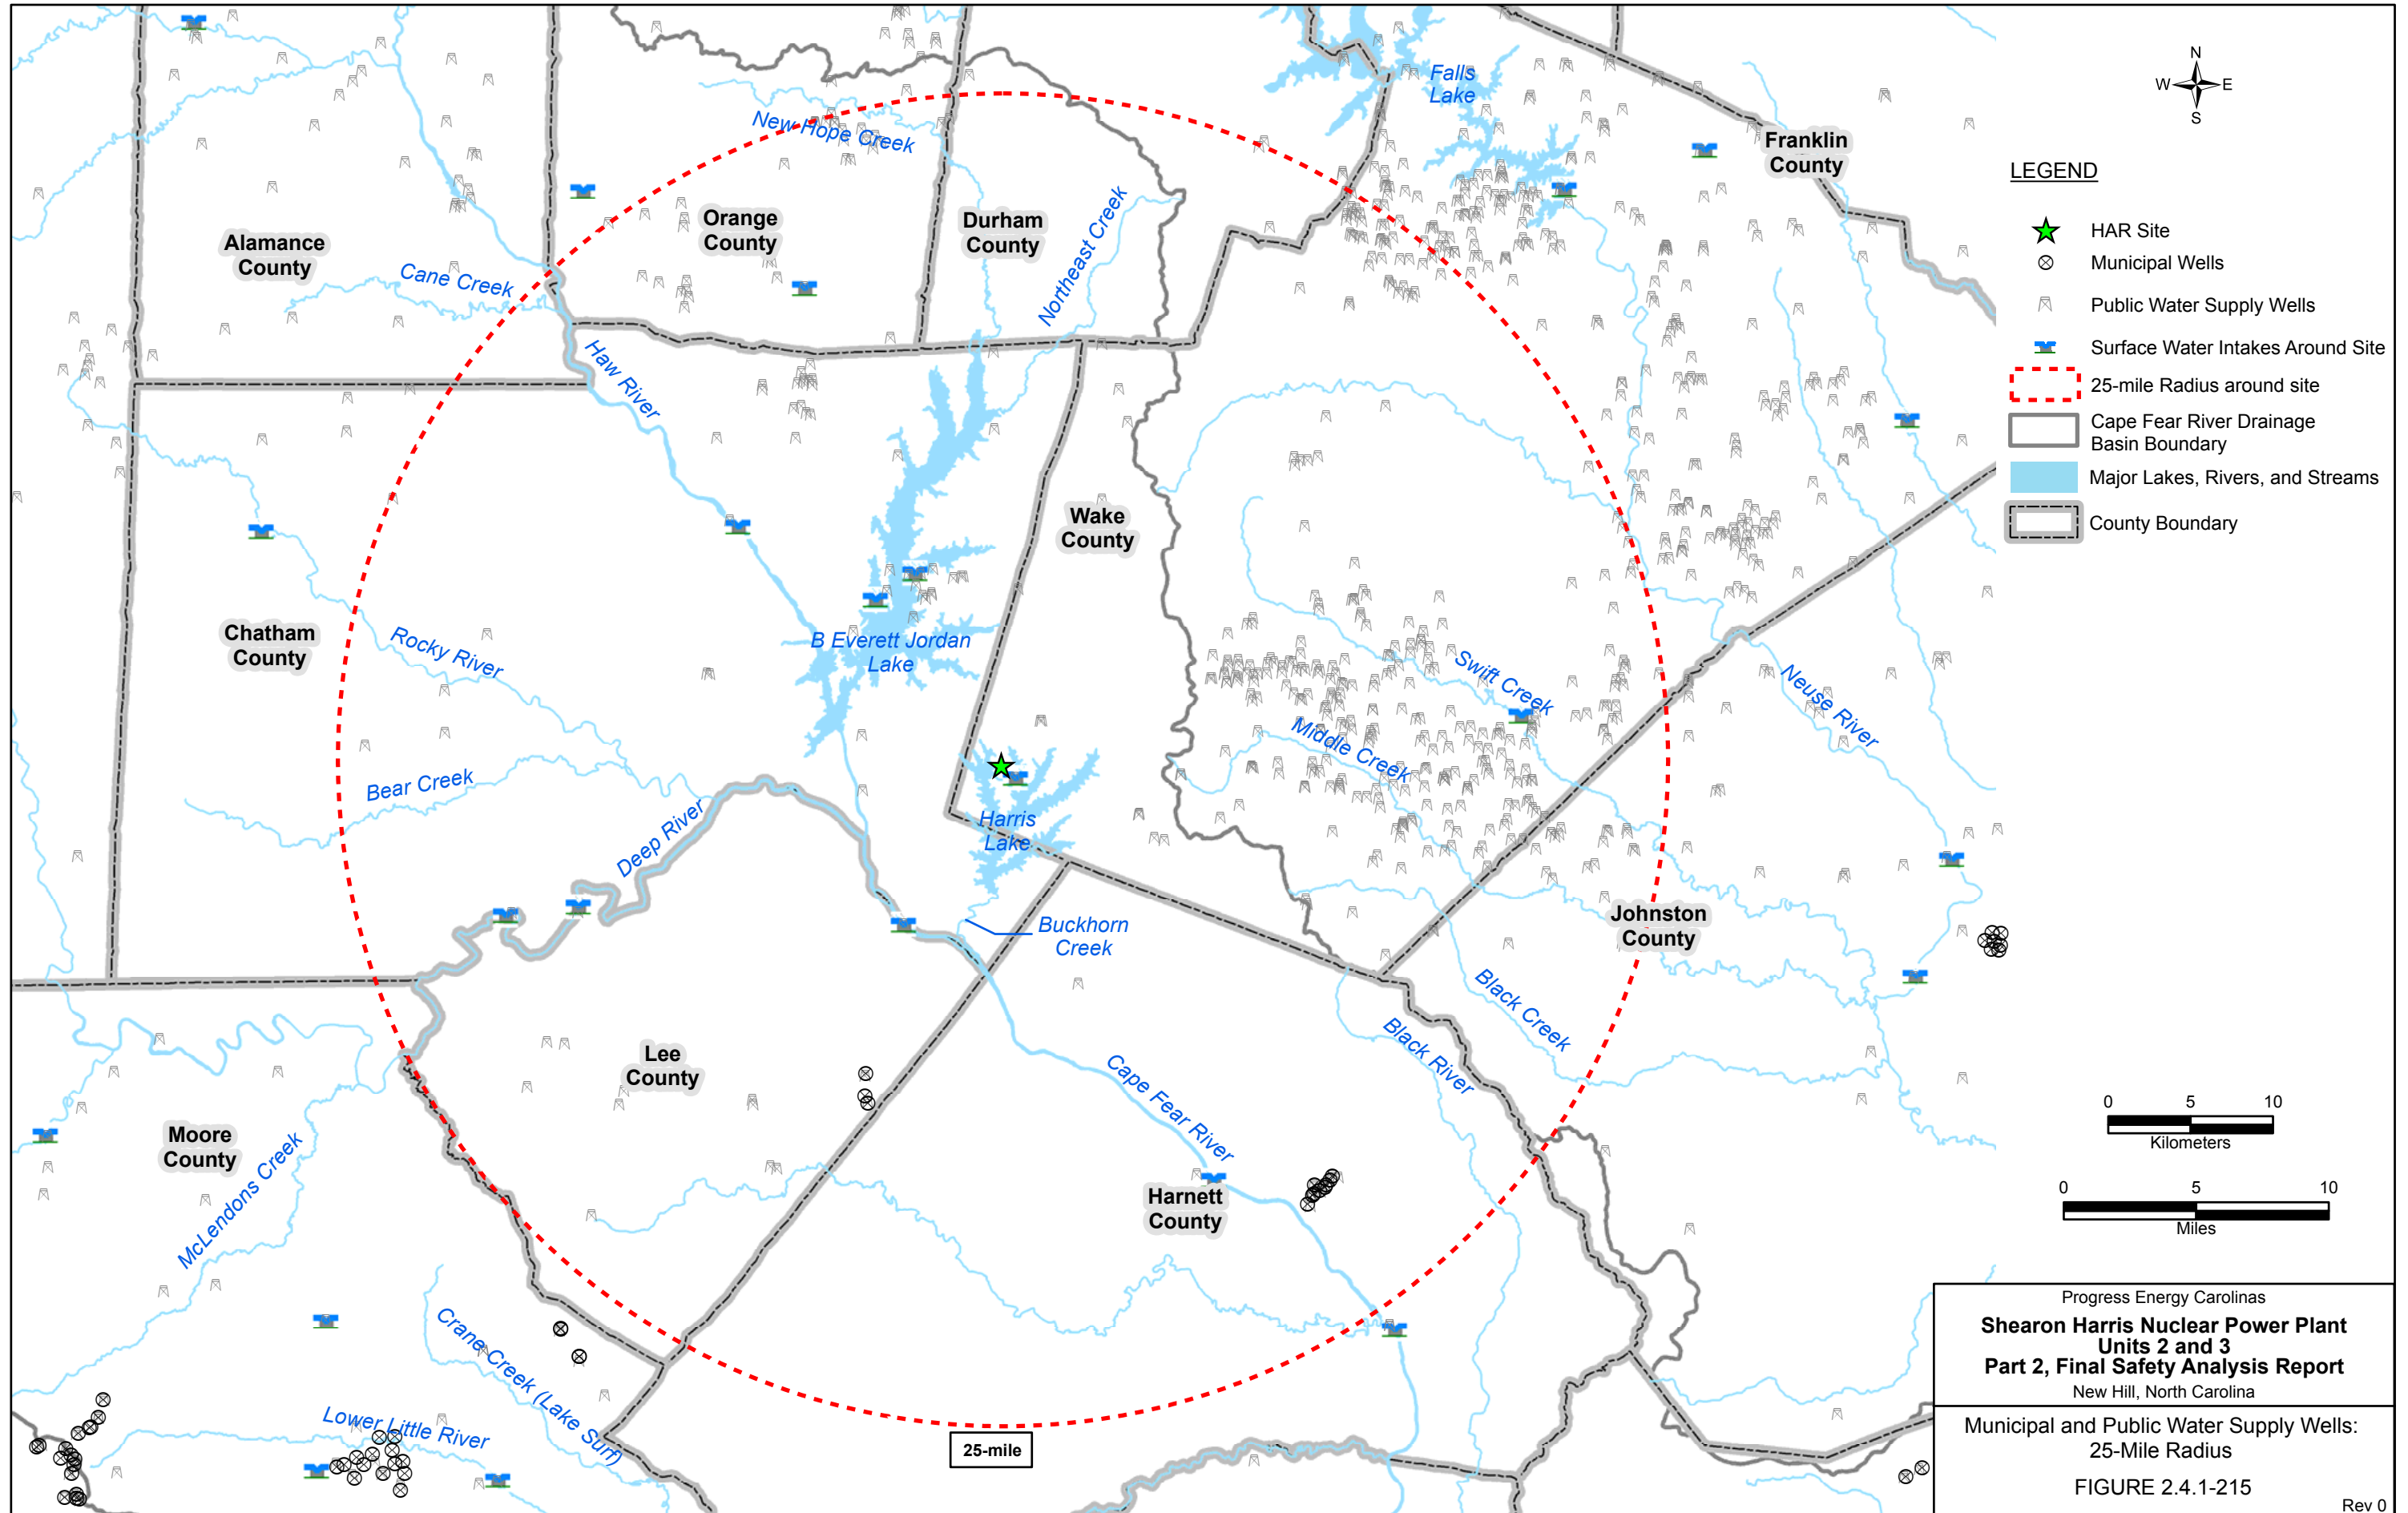 N
W E
S
Falls
Lake
Franklin
County
New Hope Creek
LEGEND
HAR Site
Municipal Wells
Public Water Supply Wells
Surface Water Intakes Around Site
25-mile Radius around site
Cape Fear River Drainage
Basin Boundary
Major Lakes, Rivers, and Streams
County Boundary
Alamance
County
Orange
County
Durham
County
Northeast Creek
Cane Creek
Haw River
Wake
County
Chatham
County
Rocky River
B Everett Jordan
Lake
Swift Creek
Neuse River
Middle Creek
Bear Creek
Deep River
Harris
Lake
Buckhorn
Creek
Johnston
County
Black Creek
Black River
Lee
County
Cape Fear River
Moore
County
McLendons Creek
Harnett
County
Crane Creek (Lake Surf)
Lower Little River
25-mile
0 5 10
Kilometers
0 5 10
Miles
Progress Energy Carolinas
Shearon Harris Nuclear Power Plant
Units 2 and 3
Part 2, Final Safety Analysis Report
New Hill, North Carolina
Municipal and Public Water Supply Wells:
25-Mile Radius
FIGURE 2.4.1-215
Rev 0